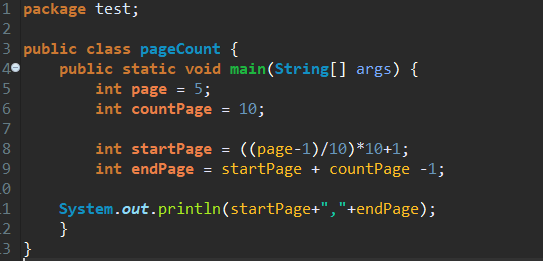 1 package test;
2
3 public class pageCount {
4 public static void main(String[] args) {
5 int page = 5;
6 int countPage = 10;
7
8 int startPage = ((page-1)/10)*10+1;
9 int endPage = startPage + countPage -1;
0
1 System.out.println(startPage+","+endPage);
2 }
3 }